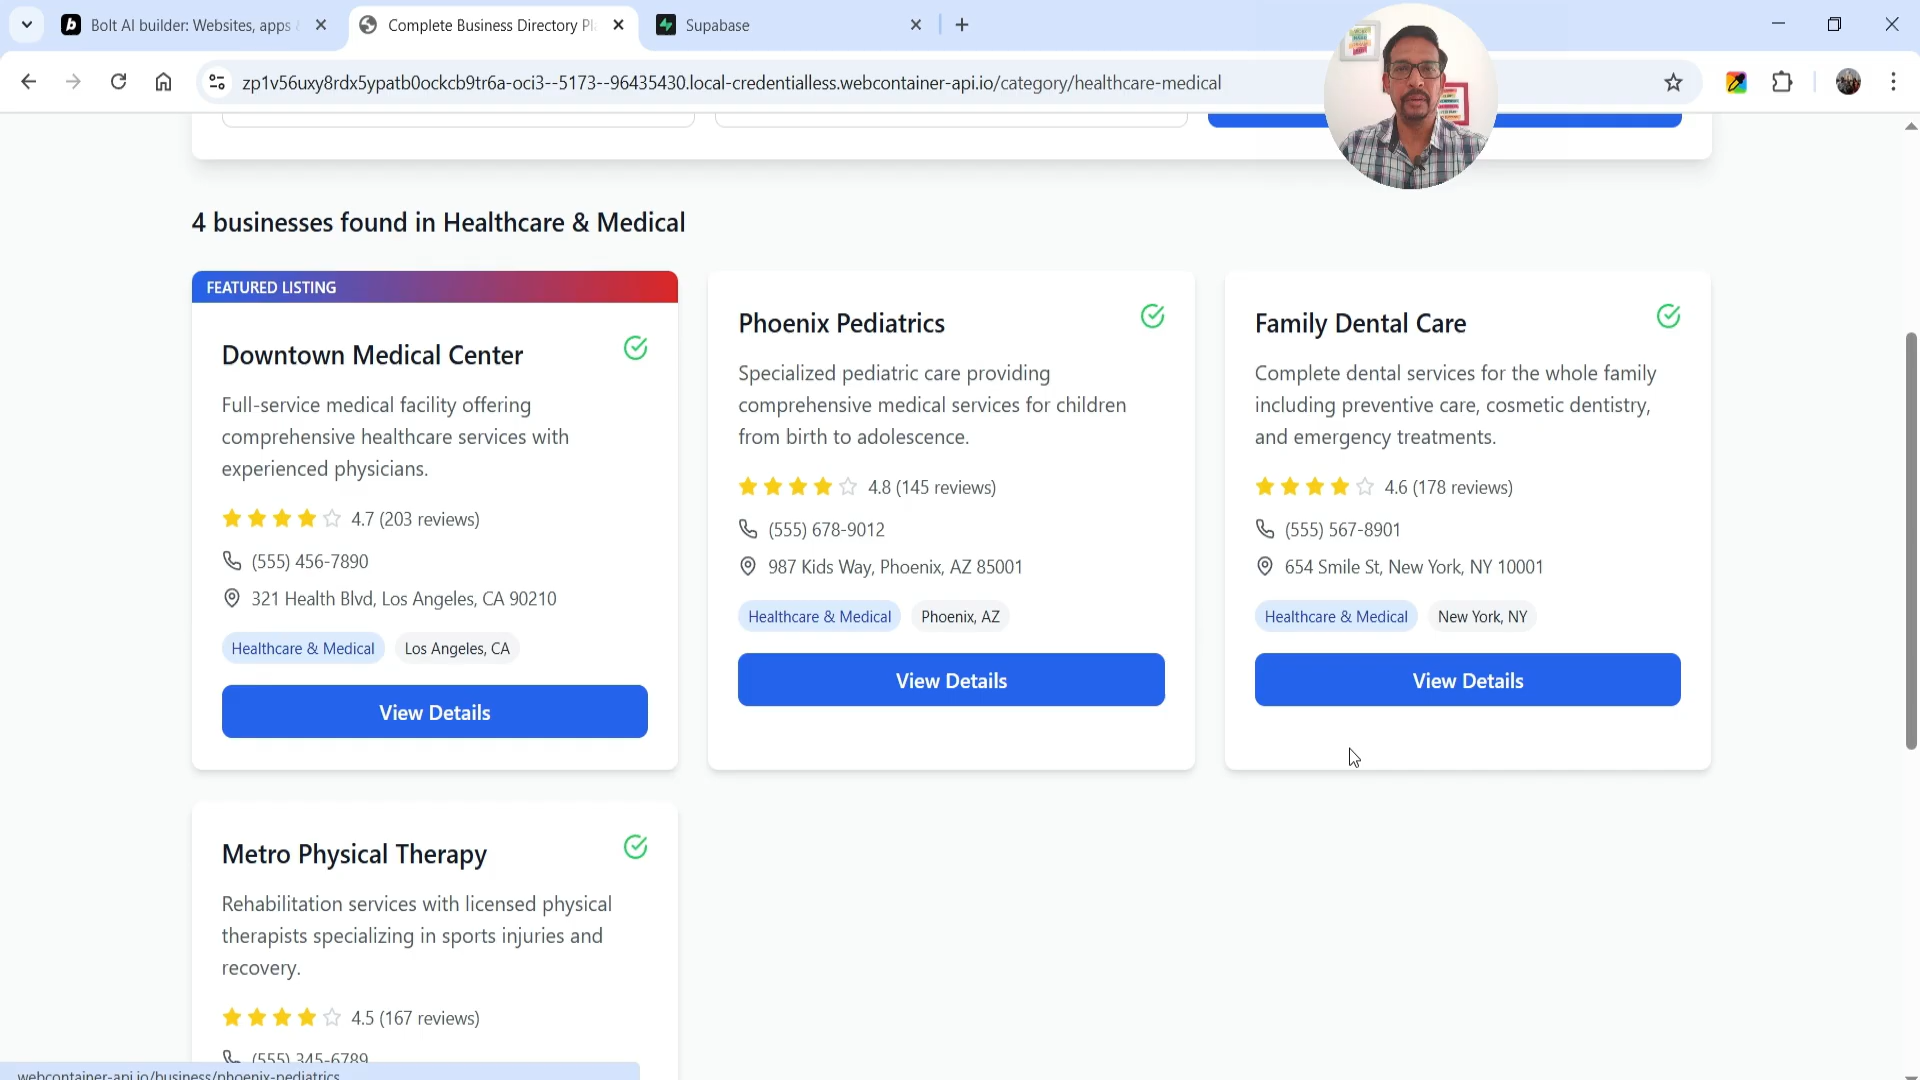 Bolt AI builder: Websites, apps
Complete Business Directory Pl
Supabase
zp1v56uxy8rdx5ypatb0ockcb9tr6a-oci3--5173--96435430.local-credentialless.webcontainer-api.io/category/healthcare-medical
4 businesses found in Healthcare & Medical
FEATURED LISTING
Downtown Medical Center
Full-service medical facility offering
comprehensive healthcare services with
experienced physicians.
4.7 (203 reviews)
(555) 456-7890
321 Health Blvd, Los Angeles, CA 90210
Healthcare & Medical
Los Angeles, CA
View Details
Phoenix Pediatrics
Specialized pediatric care providing
comprehensive medical services for children
from birth to adolescence.
4.8 (145 reviews)
(555) 678-9012
987 Kids Way, Phoenix, AZ 85001
Healthcare & Medical
Phoenix, AZ
View Details
Family Dental Care
Complete dental services for the whole family
including preventive care, cosmetic dentistry,
and emergency treatments.
4.6 (178 reviews)
(555) 567-8901
654 Smile St, New York, NY 10001
Healthcare & Medical
New York, NY
View Details
Metro Physical Therapy
Rehabilitation services with licensed physical
therapists specializing in sports injuries and
recovery.
4.5 (167 reviews)
(555) 345-6789
webcontainer-api.io/business/phoenix-pediatrics